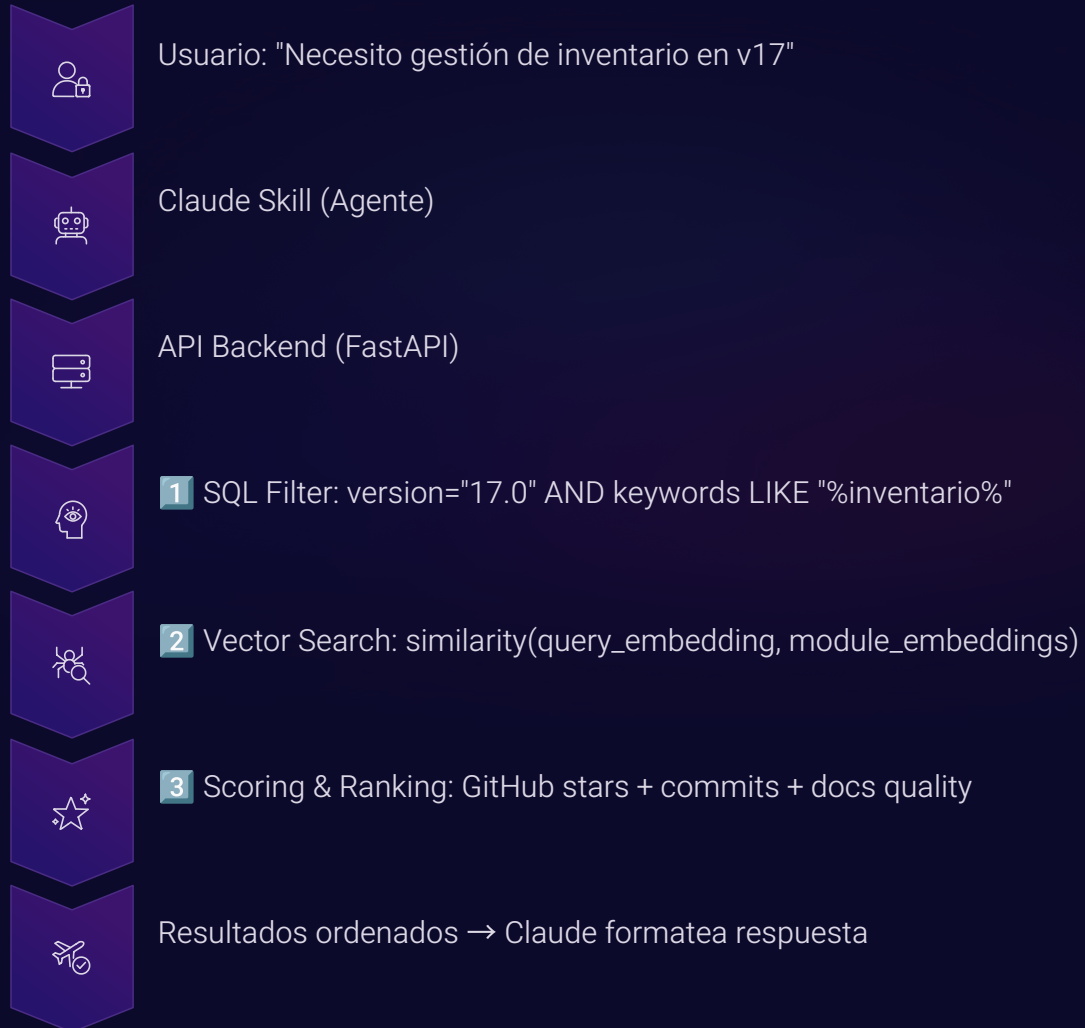 Usuario: "Necesito gestión de inventario en v17"
Claude Skill (Agente)
API Backend (FastAPI)
1️⃣ SQL Filter: version="17.0" AND keywords LIKE "%inventario%"
2️⃣ Vector Search: similarity(query_embedding, module_embeddings)
3️⃣ Scoring & Ranking: GitHub stars + commits + docs quality
Resultados ordenados → Claude formatea respuesta